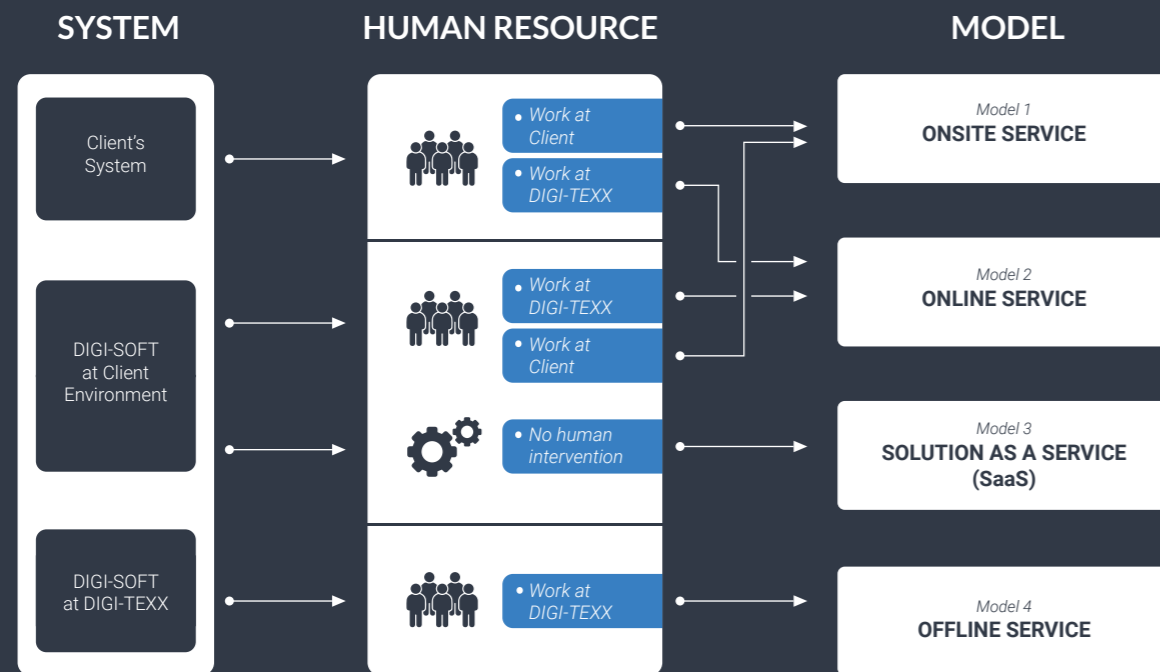 SYSTEM
HUMAN RESOURCE
MODEL
Client's
System
• Work at
Client
• Work at
DIGI-TEXX
Model 1
ONSITE SERVICE
DIGI-SOFT
at Client
Environment
• Work at
DIGI-TEXX
• Work at
Client
• No human
intervention
Model 2
ONLINE SERVICE
Model 3
SOLUTION AS A SERVICE
(SaaS)
DIGI-SOFT
at DIGI-TEXX
• Work at
DIGI-TEXX
Model 4
OFFLINE SERVICE